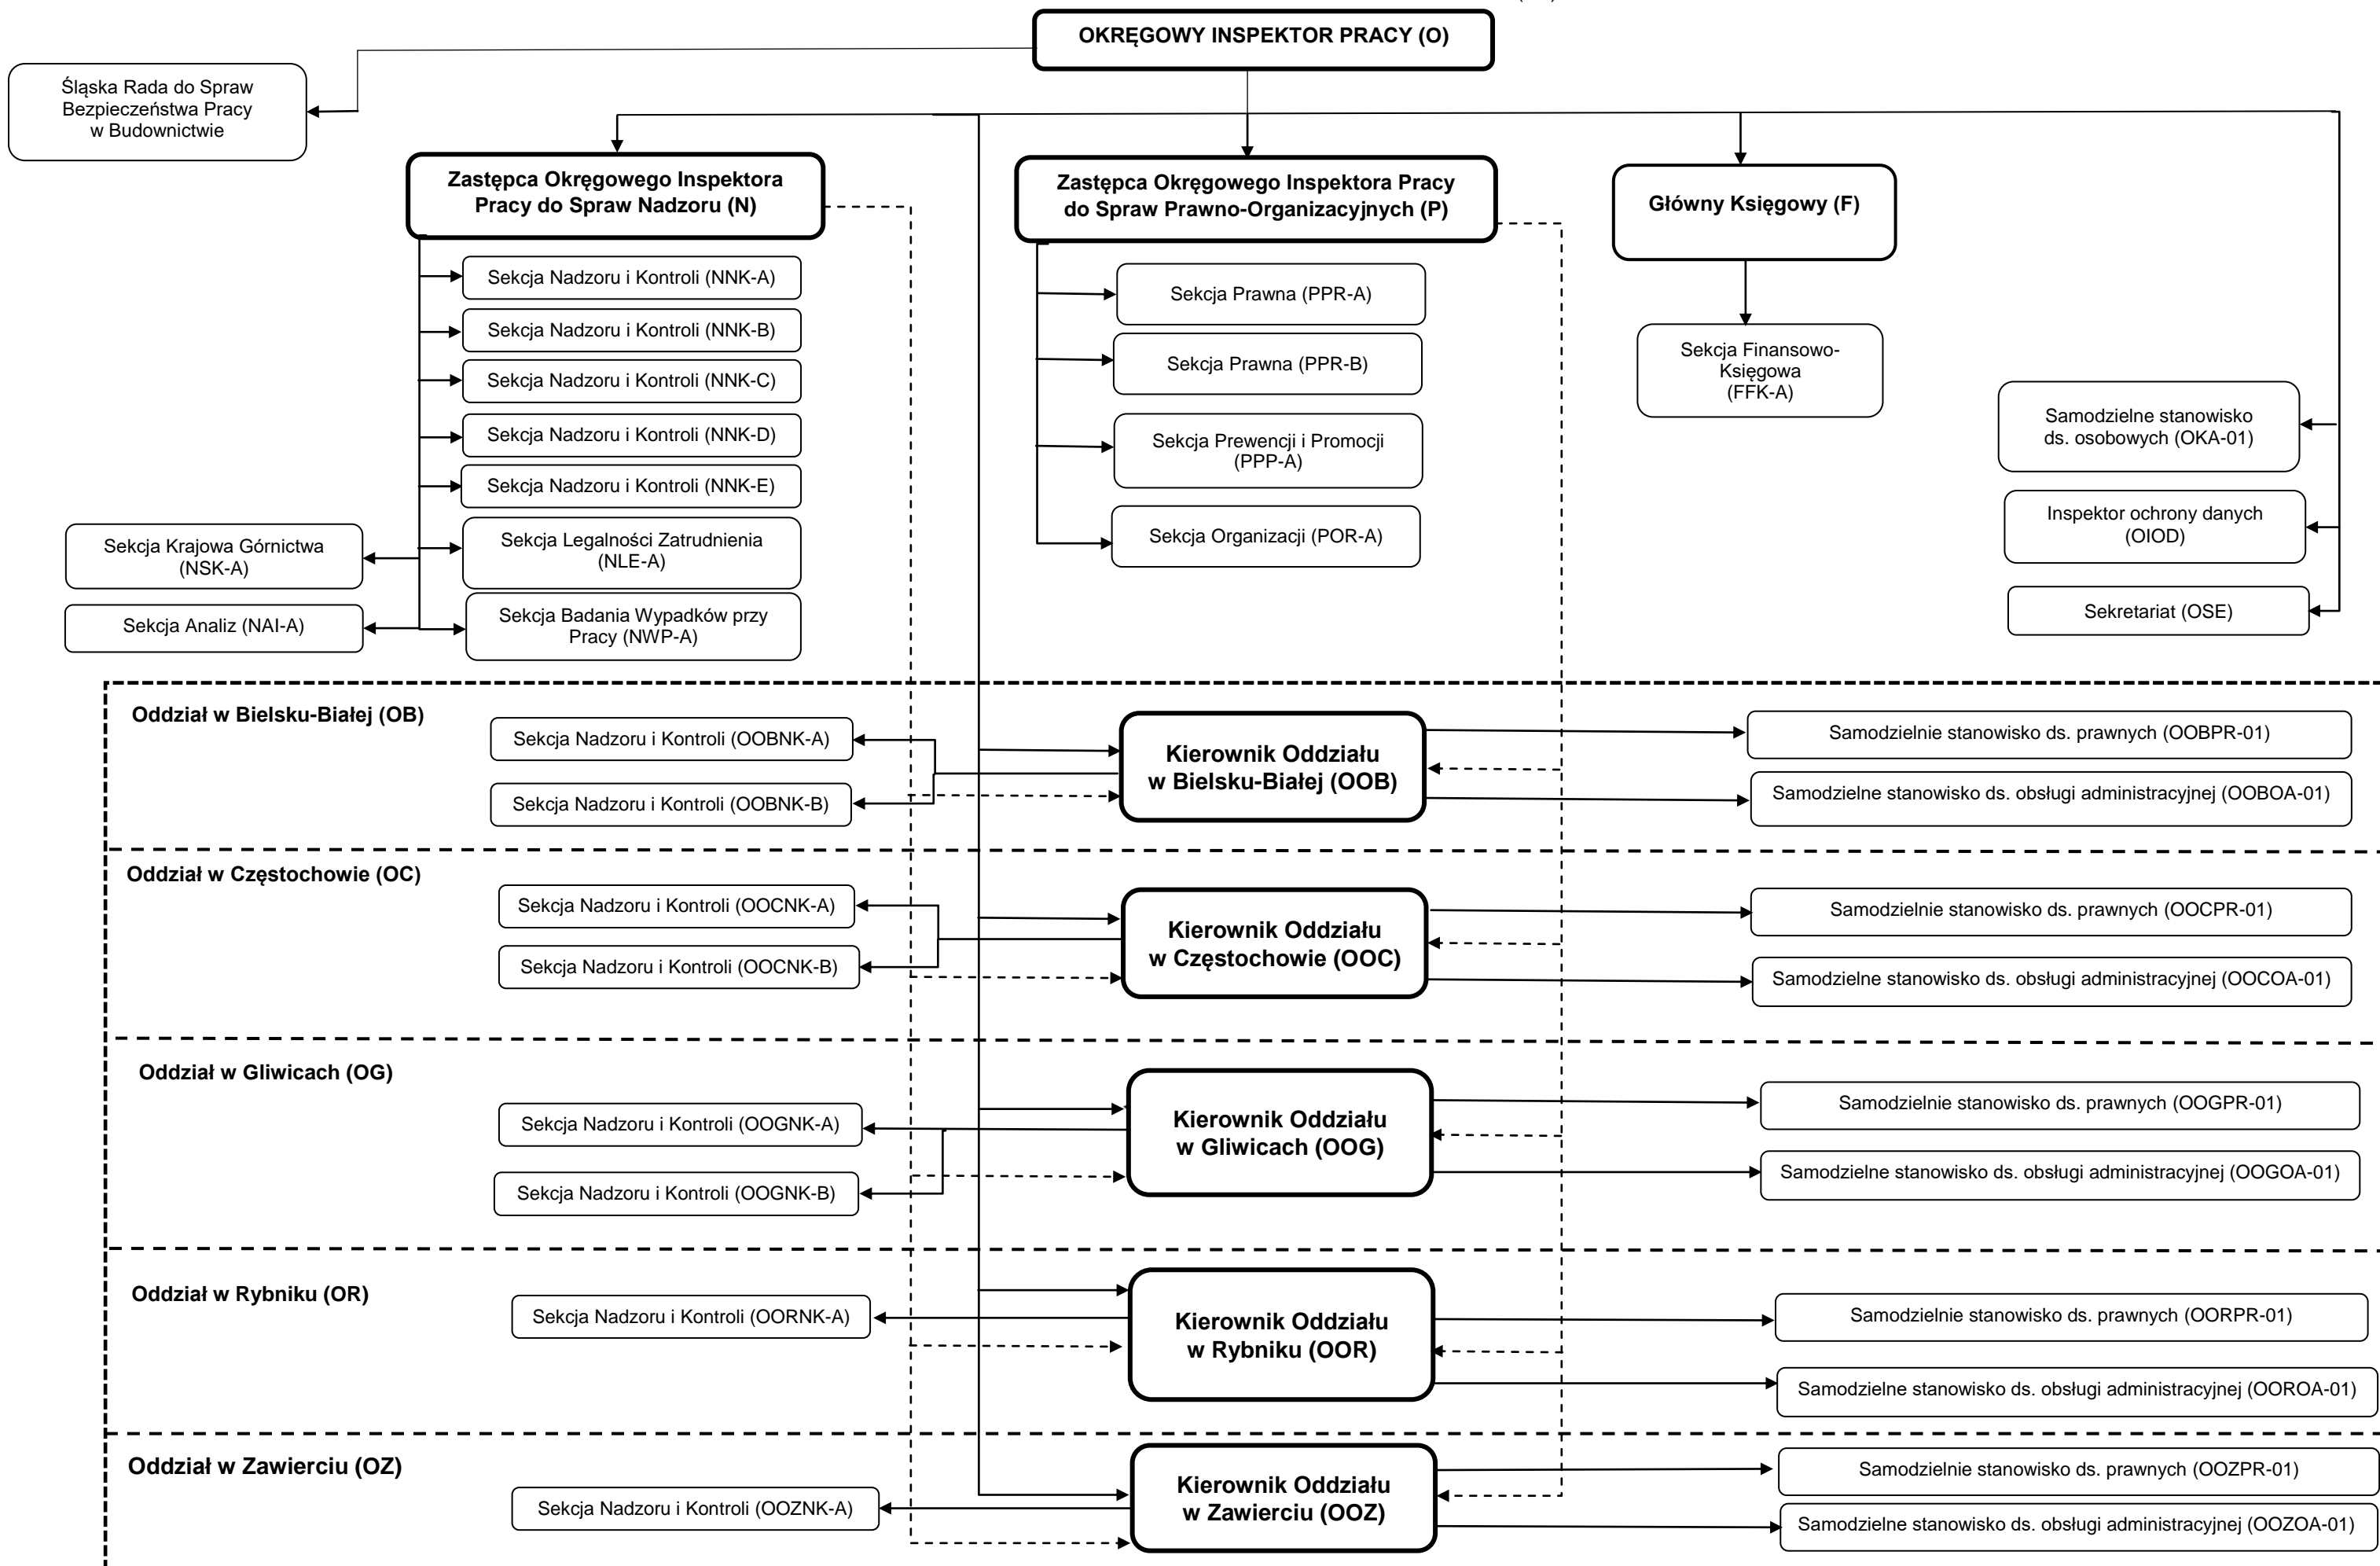 OKRĘGOWY INSPEKTOR PRACY (O)
Śląska Rada do Spraw
Bezpieczeństwa Pracy
w Budownictwie
Zastępca Okręgowego Inspektora
Pracy do Spraw Nadzoru (N)
Zastępca Okręgowego Inspektora Pracy
do Spraw Prawno-Organizacyjnych (P)
Główny Księgowy (F)
Sekcja Nadzoru i Kontroli (NNK-A)
Sekcja Nadzoru i Kontroli (NNK-B)
Sekcja Nadzoru i Kontroli (NNK-C)
Sekcja Nadzoru i Kontroli (NNK-D)
Sekcja Nadzoru i Kontroli (NNK-E)
Sekcja Legalności Zatrudnienia
(NLE-A)
Sekcja Badania Wypadków przy
Pracy (NWP-A)
Sekcja Krajowa Górnictwa
(NSK-A)
Sekcja Analiz (NAI-A)
Sekcja Prawna (PPR-A)
Sekcja Prawna (PPR-B)
Sekcja Prewencji i Promocji
(PPP-A)
Sekcja Organizacji (POR-A)
Sekcja Finansowo-
Księgowa
(FFK-A)
Samodzielne stanowisko
ds. osobowych (OKA-01)
Inspektor ochrony danych
(OIOD)
Sekretariat (OSE)
Oddział w Bielsku-Białej (OB)
Sekcja Nadzoru i Kontroli (OOBNK-A)
Sekcja Nadzoru i Kontroli (OOBNK-B)
Kierownik Oddziału
w Bielsku-Białej (OOB)
Samodzielnie stanowisko ds. prawnych (OOBPR-01)
Samodzielne stanowisko ds. obsługi administracyjnej (OOBOA-01)
Oddział w Częstochowie (OC)
Sekcja Nadzoru i Kontroli (OOCNK-A)
Sekcja Nadzoru i Kontroli (OOCNK-B)
Kierownik Oddziału
w Częstochowie (OOC)
Samodzielnie stanowisko ds. prawnych (OOCPR-01)
Samodzielne stanowisko ds. obsługi administracyjnej (OOCOA-01)
Oddział w Gliwicach (OG)
Sekcja Nadzoru i Kontroli (OOGNK-A)
Sekcja Nadzoru i Kontroli (OOGNK-B)
Kierownik Oddziału
w Gliwicach (OOG)
Samodzielnie stanowisko ds. prawnych (OOGPR-01)
Samodzielne stanowisko ds. obsługi administracyjnej (OOGOA-01)
Oddział w Rybniku (OR)
Sekcja Nadzoru i Kontroli (OORNK-A)
Kierownik Oddziału
w Rybniku (OOR)
Samodzielnie stanowisko ds. prawnych (OORPR-01)
Samodzielne stanowisko ds. obsługi administracyjnej (OOROA-01)
Oddział w Zawierciu (OZ)
Sekcja Nadzoru i Kontroli (OOZNK-A)
Kierownik Oddziału
w Zawierciu (OOZ)
Samodzielnie stanowisko ds. prawnych (OOZPR-01)
Samodzielne stanowisko ds. obsługi administracyjnej (OOZOA-01)